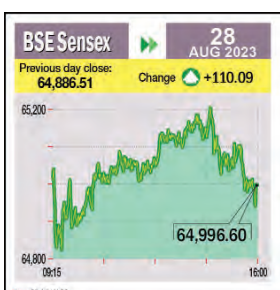 BSE Sensex
28
AUG 2023
Previous day close:
64,886.51
Change +110.09
65,200
64,996.60
64,800
09:15 16:00